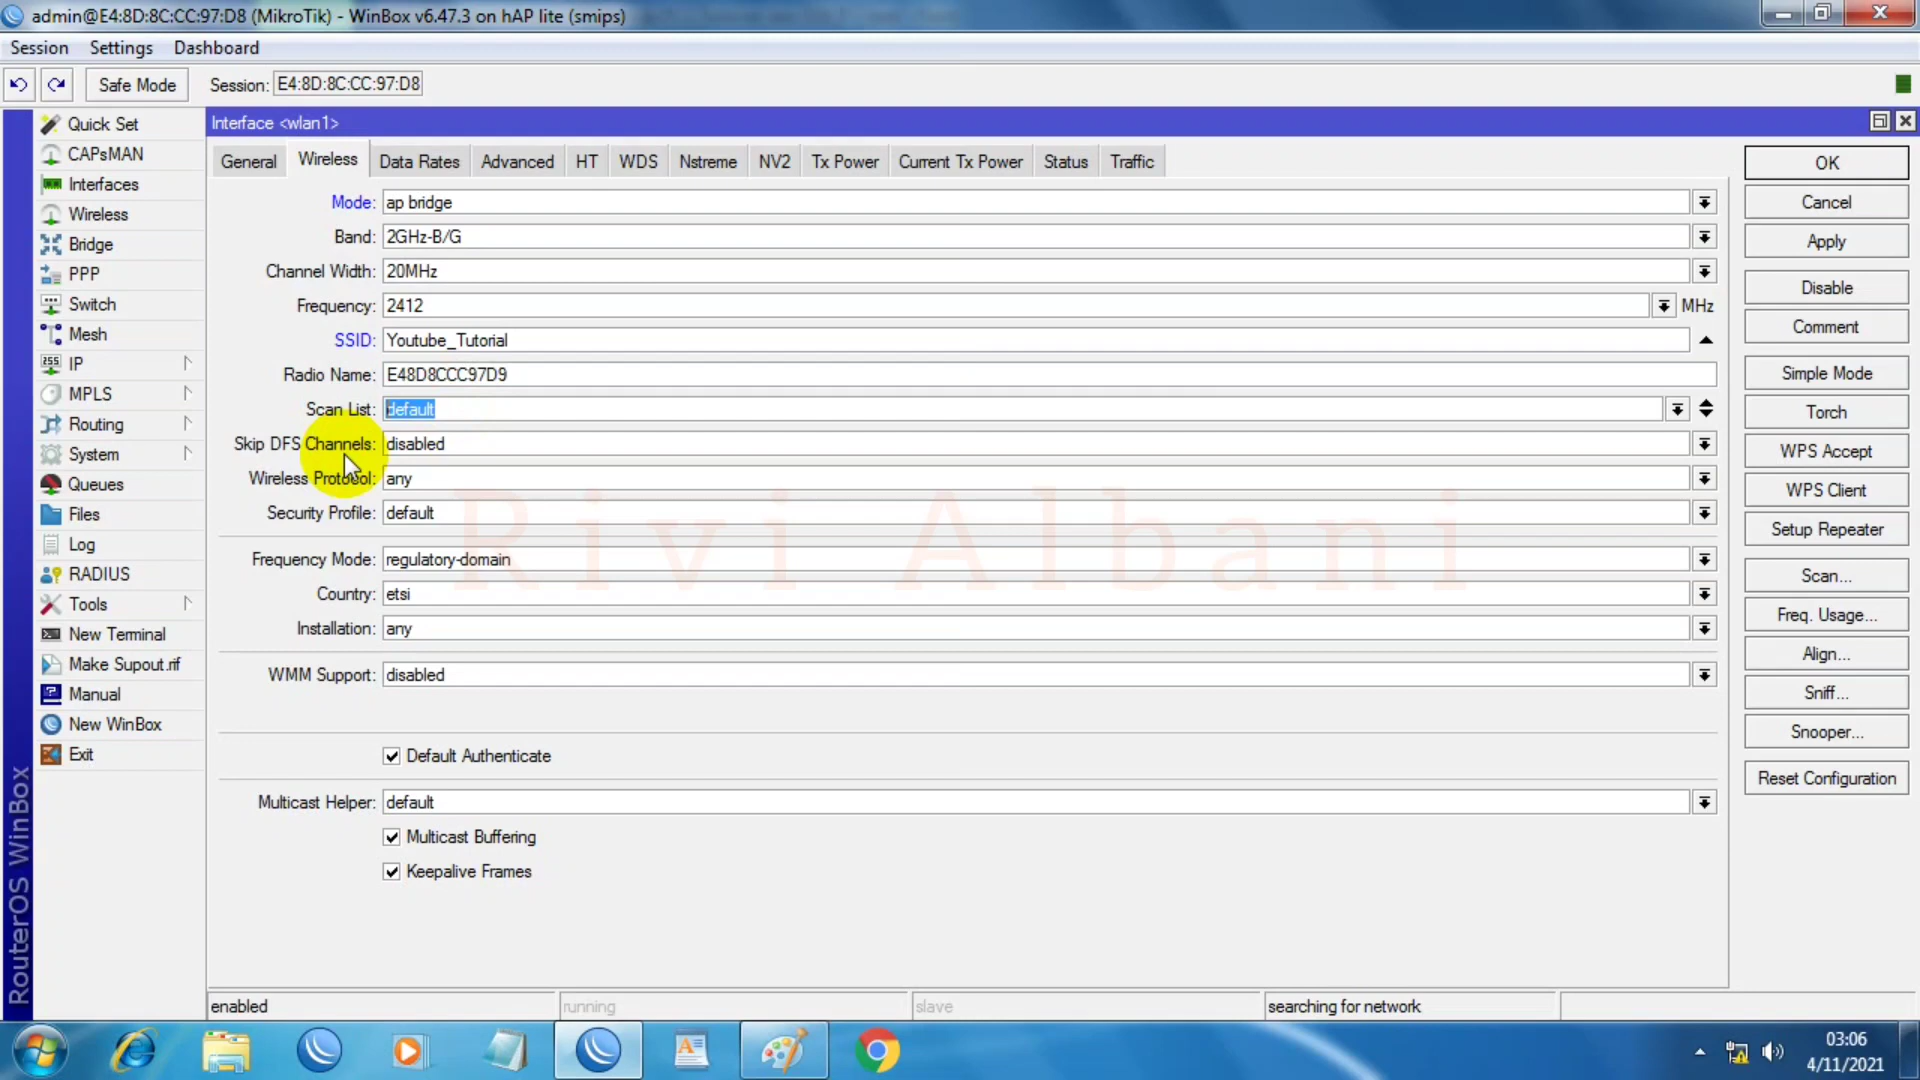 admin@E4:8D:8C:CC:97:D8 (MikroTik) - WinBox v6.47.3 on hAP lite (smips)
Session Settings Dashboard
Safe Mode Session: E4:8D:8C:CC:97:D8
Quick Set
CAPsMAN
Interfaces
Wireless
Bridge
PPP
Switch
Mesh
IP
MPLS
Routing
System
Queues
Files
Log
RADIUS
Tools
New Terminal
Make Supout.rif
Manual
New WinBox
Exit
RouterOS WinBox
Interface <wlan1>
General Wireless Data Rates Advanced HT WDS Nstreme NV2 Tx Power Current Tx Power Status Traffic
Mode: ap bridge
Band: 2GHz-B/G
Channel Width: 20MHz
Frequency: 2412 MHz
SSID: Youtube_Tutorial
Radio Name: E48D8CCC97D9
Scan List: default
Skip DFS Channels: disabled
Wireless Protocol: any
Security Profile: default
Frequency Mode: regulatory-domain
Country: etsi
Installation: any
WMM Support: disabled
Default Authenticate
Multicast Helper: default
Multicast Buffering
Keepalive Frames
Rivi Albani
OK
Cancel
Apply
Disable
Comment
Simple Mode
Torch
WPS Accept
WPS Client
Setup Repeater
Scan...
Freq. Usage...
Align...
Sniff...
Snooper...
Reset Configuration
enabled running slave searching for network
03:06
4/11/2021